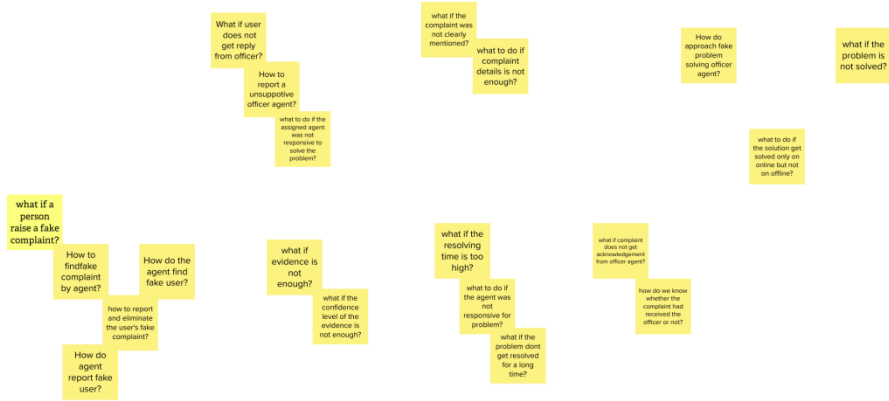 What if user
does not
get reply
from officer?
How to
report a
unsuppotive
officer agent?
what to do if the
assigned agent
was not
responsive to
solve the
problem?
what if the
complaint was
not clearly
mentioned?
what to do if
complaint
details is not
enough?
How do
approach fake
problem
solving officer
agent?
what if the
problem is
not solved?
what to do if
the solution get
solved only on
online but not
on offline?
what if a
person
raise a fake
complaint?
How to
findfake
complaint
by agent?
How do the
agent find
fake user?
how to report
and eliminate
the user's fake
complaint?
How do
agent
report fake
user?
what if
evidence is
not
enough?
what if the
confidence
level of the
evidence is
not enough?
what if the
resolving
time is too
high?
what to do if
the agent was
not
responsive for
problem?
what if the
problem dont
get resolved
for a long
time?
what if complaint
does not get
acknowledgement
from officer agent?
how do we know
whether the
complaint had
received the
officer or not?